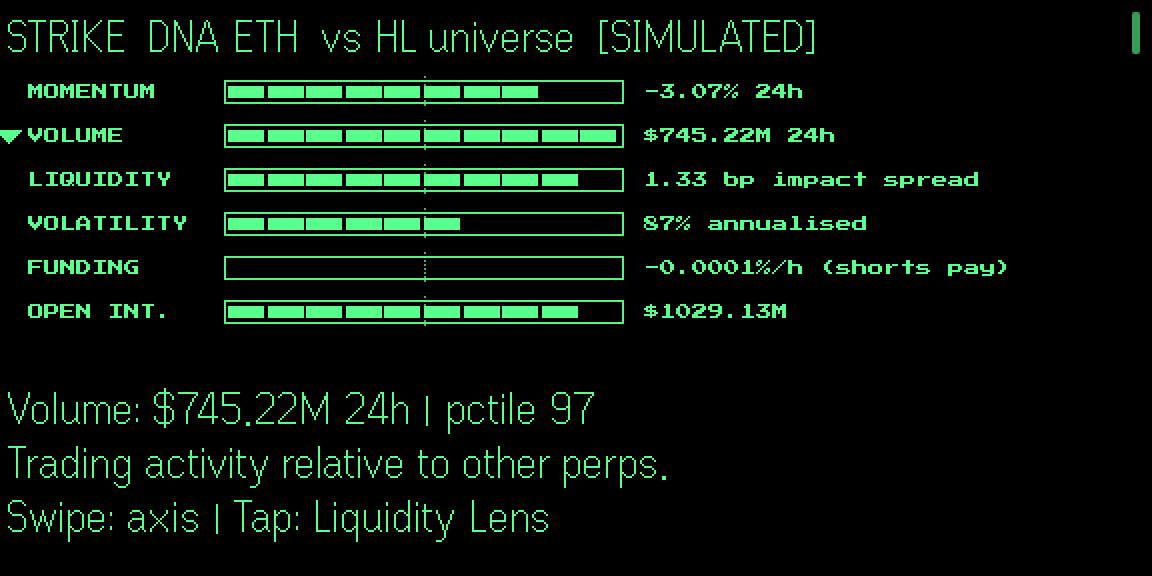 STRIKE DNA ETH vs HL universe [SIMULATED]
MOMENTUM -3.07% 24h
VOLUME $745.22M 24h
LIQUIDITY 1.33 bp impact spread
VOLATILITY 87% annualised
FUNDING -0.0001%/h (shorts pay)
OPEN INT. $1029.13M
Volume: $745.22M 24h | pctile 97
Trading activity relative to other perps.
Swipe: axis | Tap: Liquidity Lens